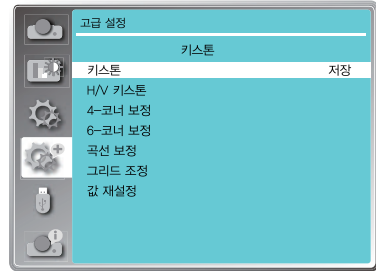 고급 설정
키스톤
키스톤 저장
H/V 키스톤
4-코너 보정
6-코너 보정
곡선 보정
그리드 조정
값 재설정